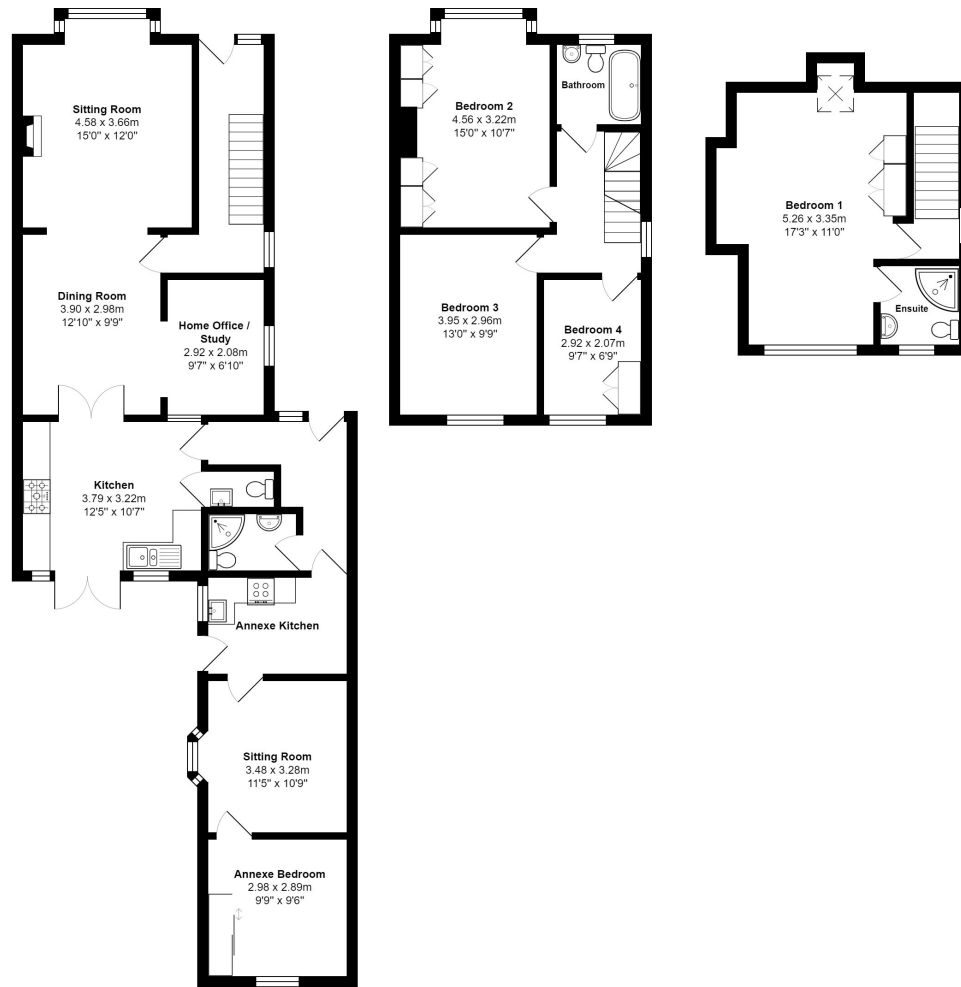 Sitting Room
4.58 x 3.66m
15'0" x 12'0"
Dining Room
3.90 x 2.98m
12'10" x 9'9"
Home Office /
Study
2.92 x 2.08m
9'7" x 6'10"
Kitchen
3.79 x 3.22m
12'5" x 10'7"
Annexe Kitchen
Sitting Room
3.48 x 3.28m
11'5" x 10'9"
Annexe Bedroom
2.98 x 2.89m
9'9" x 9'6"
Bedroom 2
4.56 x 3.22m
15'0" x 10'7"
Bathroom
Bedroom 3
3.95 x 2.96m
13'0" x 9'9"
Bedroom 4
2.92 x 2.07m
9'7" x 6'9"
Bedroom 1
5.26 x 3.35m
17'3" x 11'0"
Ensuite